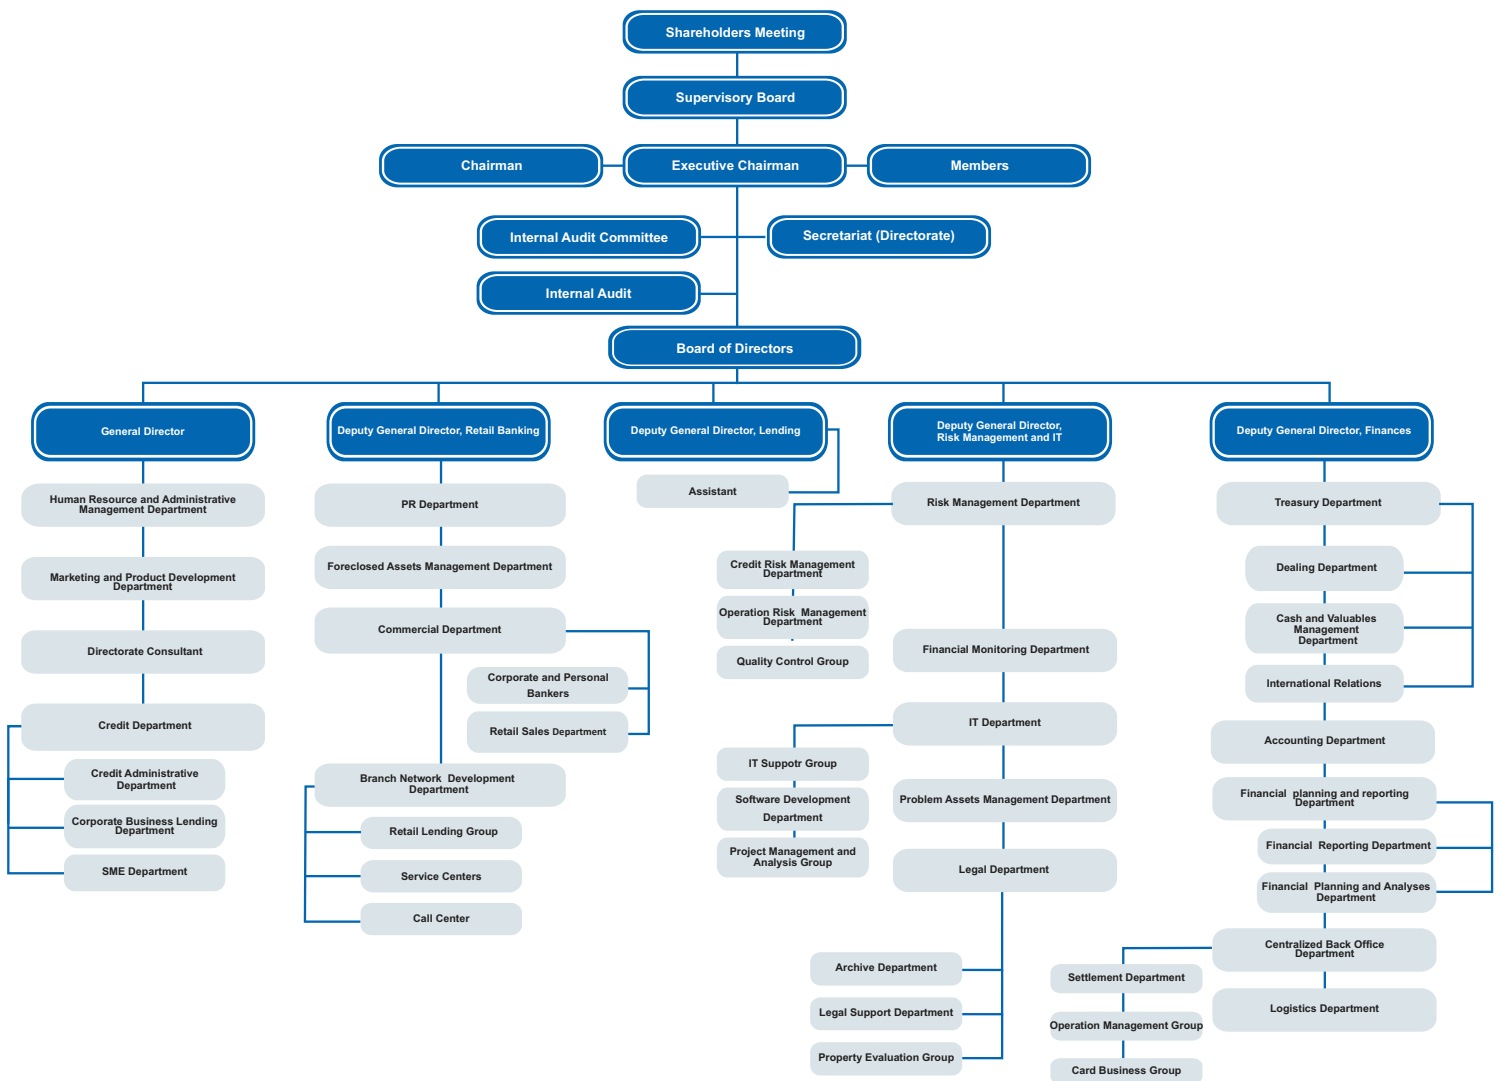 Shareholders Meeting
Supervisory Board
Chairman
Executive Chairman
Members
Internal Audit Committee
Secretariat (Directorate)
Internal Audit
Board of Directors
General Director
Human Resource and Administrative
Management Department
Marketing and Product Development
Department
Directorate Consultant
Credit Department
Credit Administrative
Department
Corporate Business Lending
Department
SME Department
Deputy General Director, Retail Banking
PR Department
Foreclosed Assets Management Department
Commercial Department
Corporate and Personal
Bankers
Retail Sales Department
Branch Network Development
Department
Retail Lending Group
Service Centers
Call Center
Deputy General Director, Lending
Assistant
Deputy General Director,
Risk Management and IT
Risk Management Department
Credit Risk Management
Department
Operation Risk Management
Department
Quality Control Group
Financial Monitoring Department
IT Department
IT Suppotr Group
Software Development
Department
Project Management and
Analysis Group
Problem Assets Management Department
Legal Department
Archive Department
Legal Support Department
Property Evaluation Group
Deputy General Director, Finances
Treasury Department
Dealing Department
Cash and Valuables
Management
Department
International Relations
Accounting Department
Financial planning and reporting
Department
Financial Reporting Department
Financial Planning and Analyses
Department
Centralized Back Office
Department
Settlement Department
Operation Management Group
Card Business Group
Logistics Department